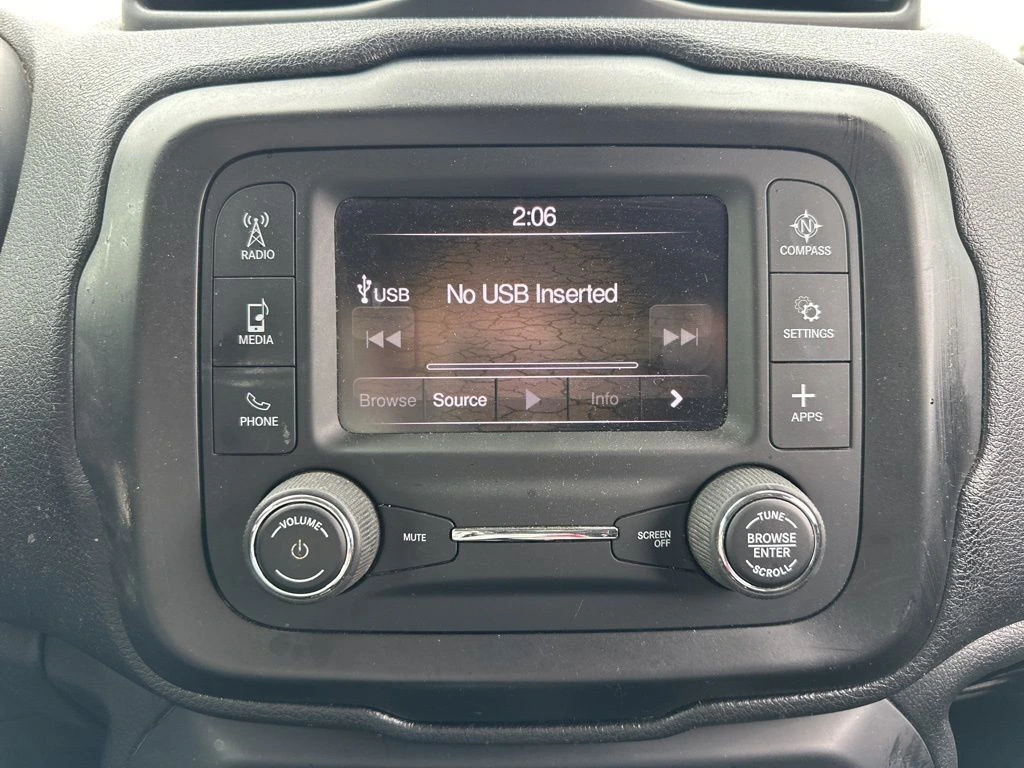 2:06
RADIO
MEDIA
PHONE
USB
No USB Inserted
Browse
Source
Info
N
COMPASS
SETTINGS
+
APPS
VOLUME
MUTE
SCREEN
OFF
TUNE
BROWSE
ENTER
SCROLL